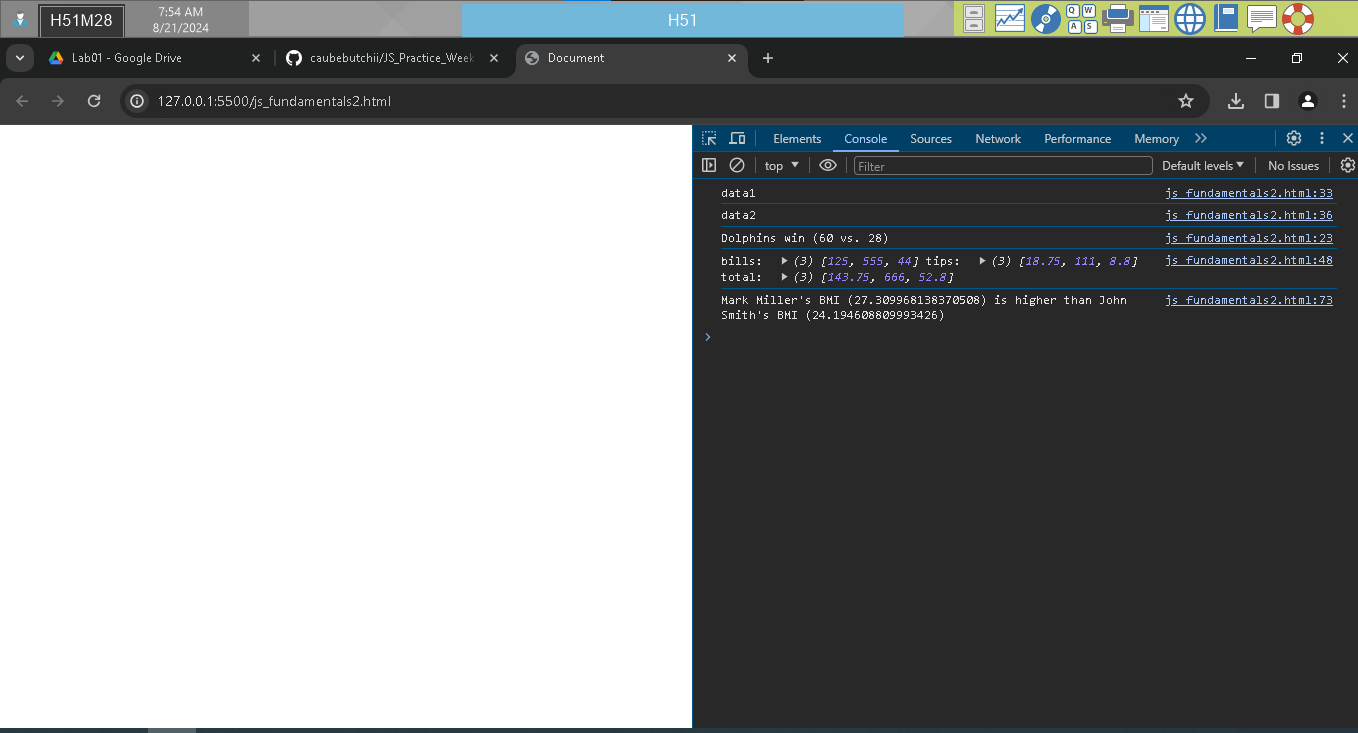 H51M28
7:54 AM
8/21/2024
H51
Q W
A S
Lab01 - Google Drive
caubebutchii/JS_Practice_Week
Document
127.0.0.1:5500/js_fundamentals2.html
Elements Console Sources Network Performance Memory
top Filter Default levels No Issues
data1 js_fundamentals2.html:33
data2 js_fundamentals2.html:36
Dolphins win (60 vs. 28) js_fundamentals2.html:23
bills: ▶ (3) [125, 555, 44] tips: ▶ (3) [18.75, 111, 8.8] js_fundamentals2.html:48
total: ▶ (3) [143.75, 666, 52.8]
Mark Miller's BMI (27.309968138370508) is higher than John js_fundamentals2.html:73
Smith's BMI (24.194608809993426)